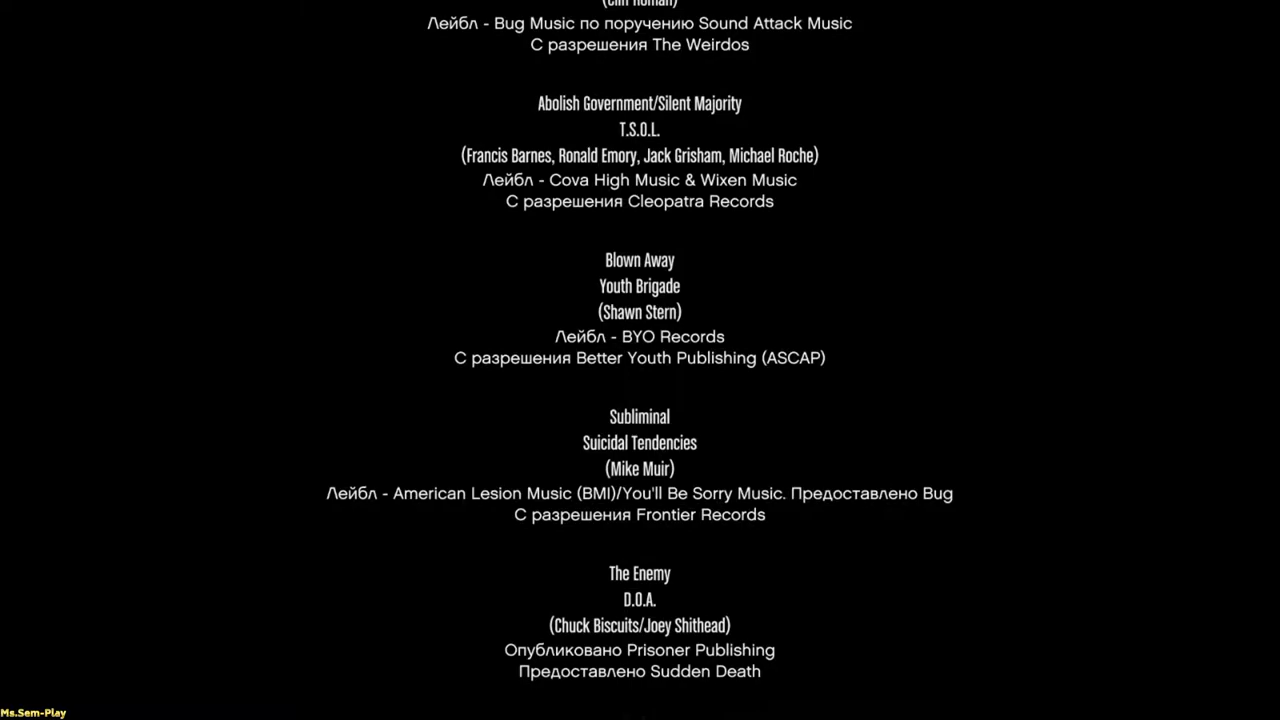 (Cliff Roman)
Лейбл - Bug Music по поручению Sound Attack Music
С разрешения The Weirdos
Abolish Government/Silent Majority
T.S.O.L.
(Francis Barnes, Ronald Emory, Jack Grisham, Michael Roche)
Лейбл - Cova High Music & Wixen Music
С разрешения Cleopatra Records
Blown Away
Youth Brigade
(Shawn Stern)
Лейбл - BYO Records
С разрешения Better Youth Publishing (ASCAP)
Subliminal
Suicidal Tendencies
(Mike Muir)
Лейбл - American Lesion Music (BMI)/You'll Be Sorry Music. Предоставлено Bug
С разрешения Frontier Records
The Enemy
D.O.A.
(Chuck Biscuits/Joey Shithead)
Опубликовано Prisoner Publishing
Предоставлено Sudden Death
Ms.Sem-Play